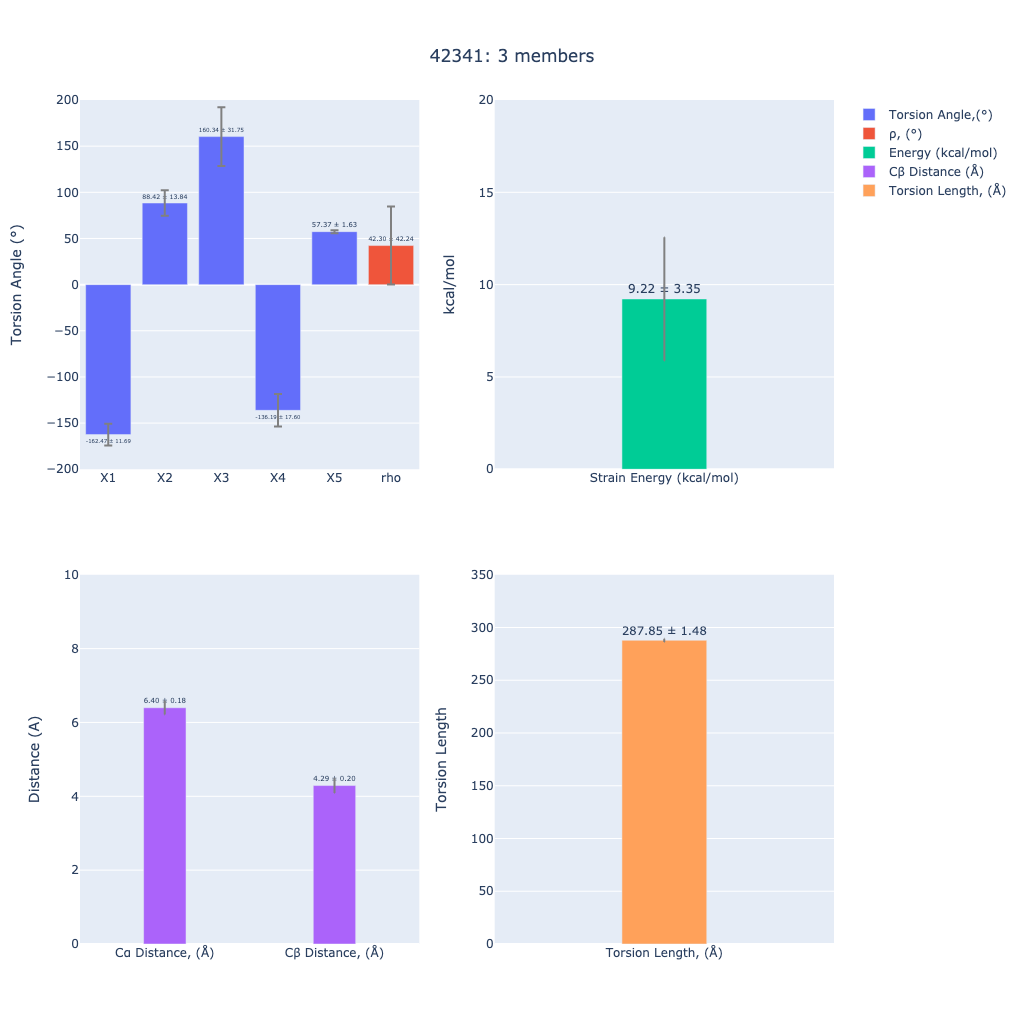 42341: 3 members
Torsion Angle (°)
200
150
100
50
0
−50
−100
−150
−200
160.34 ± 31.75
88.42 ± 13.84
57.37 ± 1.63
42.30 ± 42.24
-136.19 ± 17.60
-162.47 ± 11.69
X1 X2 X3 X4 X5 rho
kcal/mol
20
15
10
5
0
9.22 ± 3.35
Strain Energy (kcal/mol)
Torsion Angle,(°)
ρ, (°)
Energy (kcal/mol)
Cβ Distance (Å)
Torsion Length, (Å)
Distance (A)
10
8
6
4
2
0
6.40 ± 0.18
4.29 ± 0.20
Cα Distance, (Å) Cβ Distance, (Å)
Torsion Length
350
300
250
200
150
100
50
0
287.85 ± 1.48
Torsion Length, (Å)